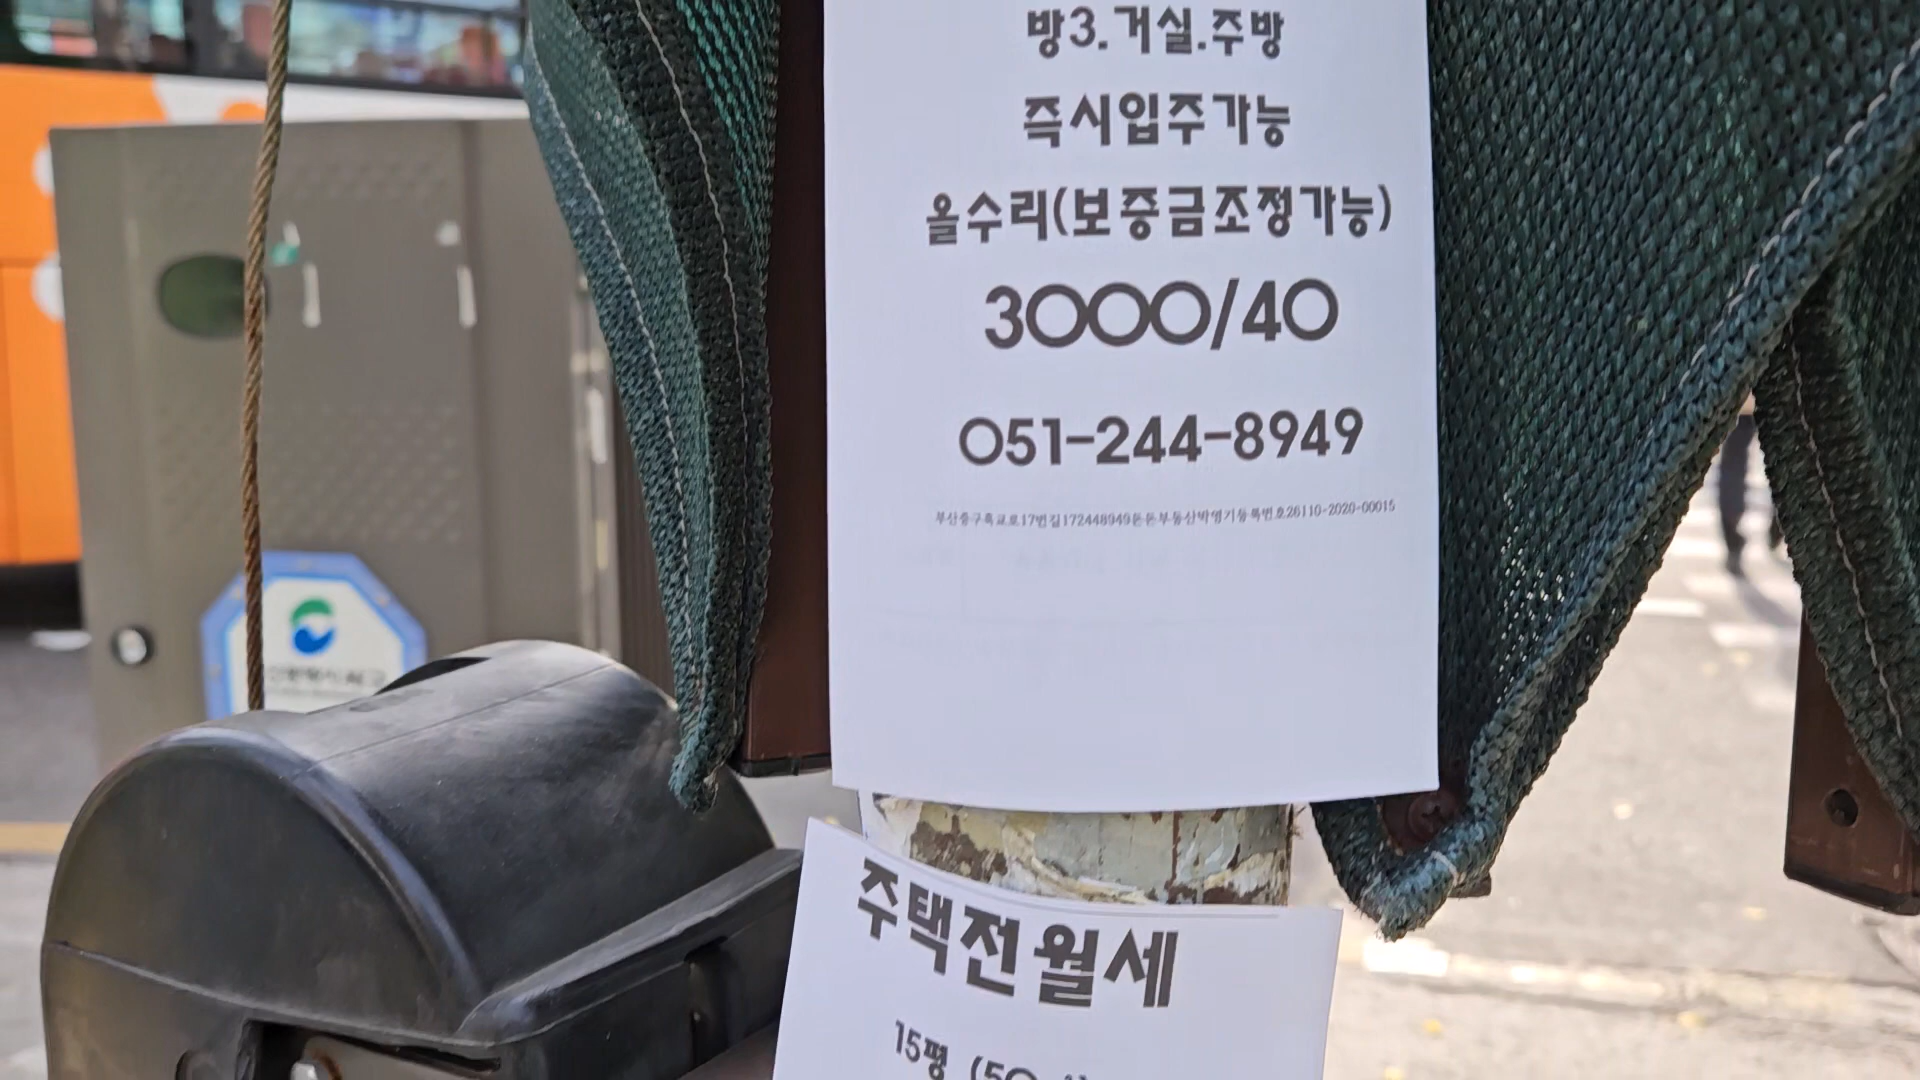 방3.거실.주방
즉시입주가능
올수리(보증금조정가능)
3000/40
051-244-8949
부산중구흑교로17번길172448949든든부동산박영기등록번호26110-2020-00015
주택전월세
15평 (50